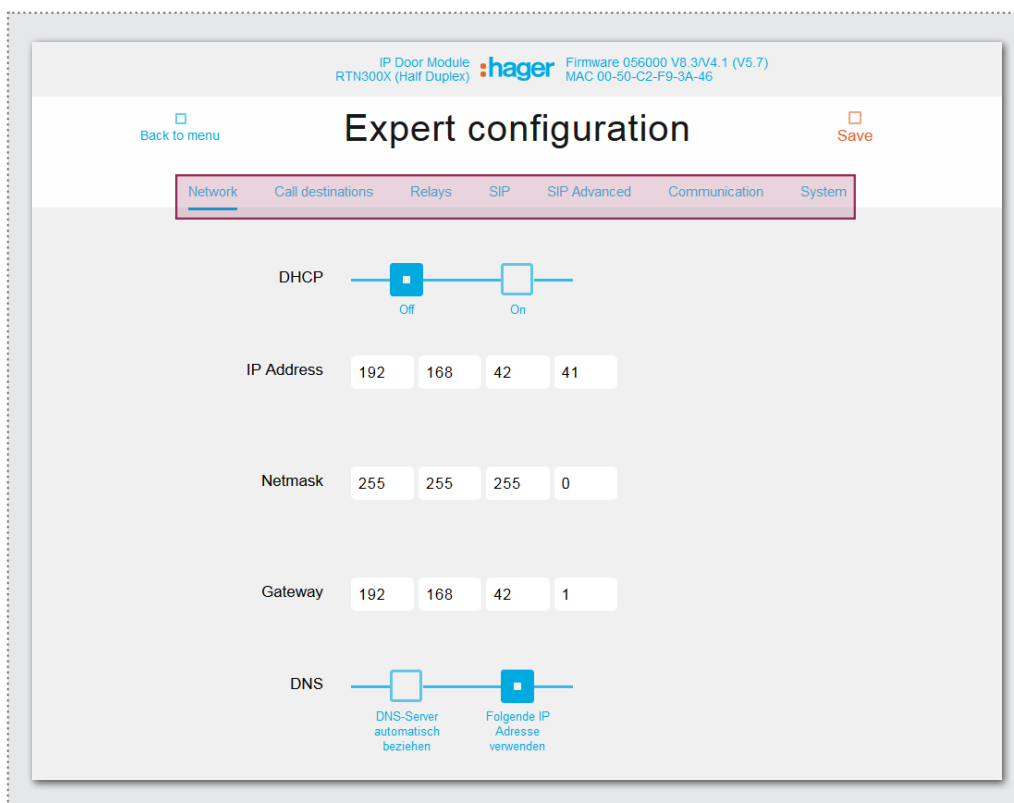 IP Door Module
RTN300X (Half Duplex)
:hager
Firmware 056000 V8.3/V4.1 (V5.7)
MAC 00-50-C2-F9-3A-46
Back to menu
Expert configuration
Save
Network Call destinations Relays SIP SIP Advanced Communication System
DHCP
Off On
IP Address 192 168 42 41
Netmask 255 255 255 0
Gateway 192 168 42 1
DNS
DNS-Server
automatisch
beziehen
Folgende IP
Adresse
verwenden